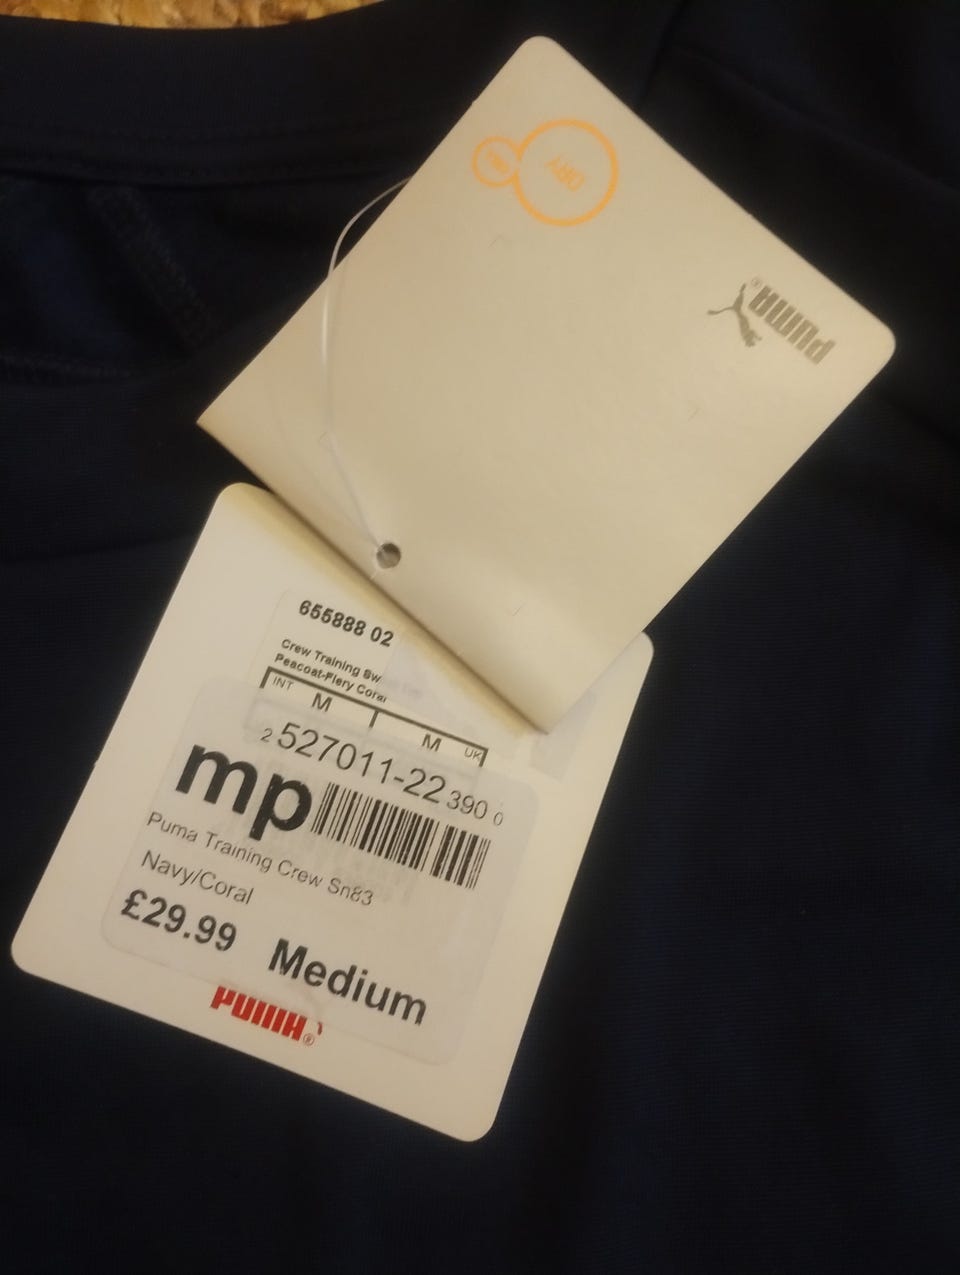 DRY
PUMA®
655888 02
Crew Training Sw
Peacoat-Fiery Coral
INT M M UK
2 527011-22 390 0
mp
Puma Training Crew Sn83
Navy/Coral
£29.99 Medium
PUMA®